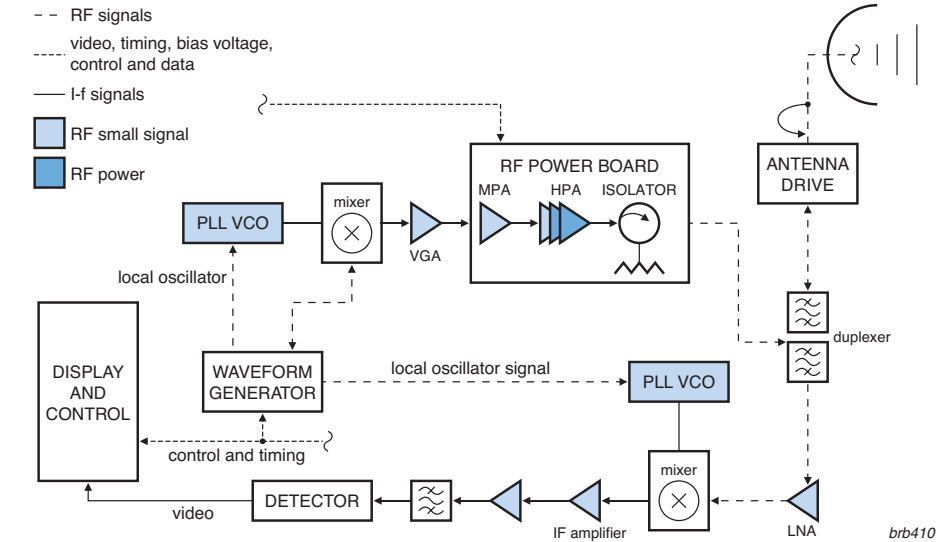 RF signals
video, timing, bias voltage,
control and data
I-f signals
RF small signal
RF power
RF POWER BOARD
MPA
HPA
ISOLATOR
ANTENNA
DRIVE
PLL VCO
mixer
VGA
local oscillator
duplexer
DISPLAY
AND
CONTROL
WAVEFORM
GENERATOR
local oscillator signal
PLL VCO
control and timing
mixer
DETECTOR
video
IF amplifier
LNA
brb410